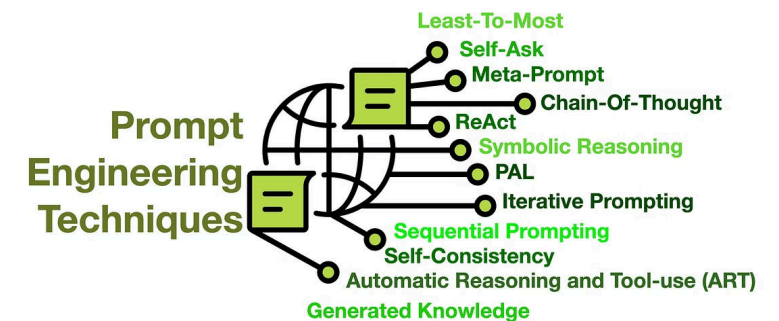 Prompt
Engineering
Techniques
Least-To-Most
Self-Ask
Meta-Prompt
Chain-Of-Thought
ReAct
Symbolic Reasoning
PAL
Iterative Prompting
Sequential Prompting
Self-Consistency
Automatic Reasoning and Tool-use (ART)
Generated Knowledge